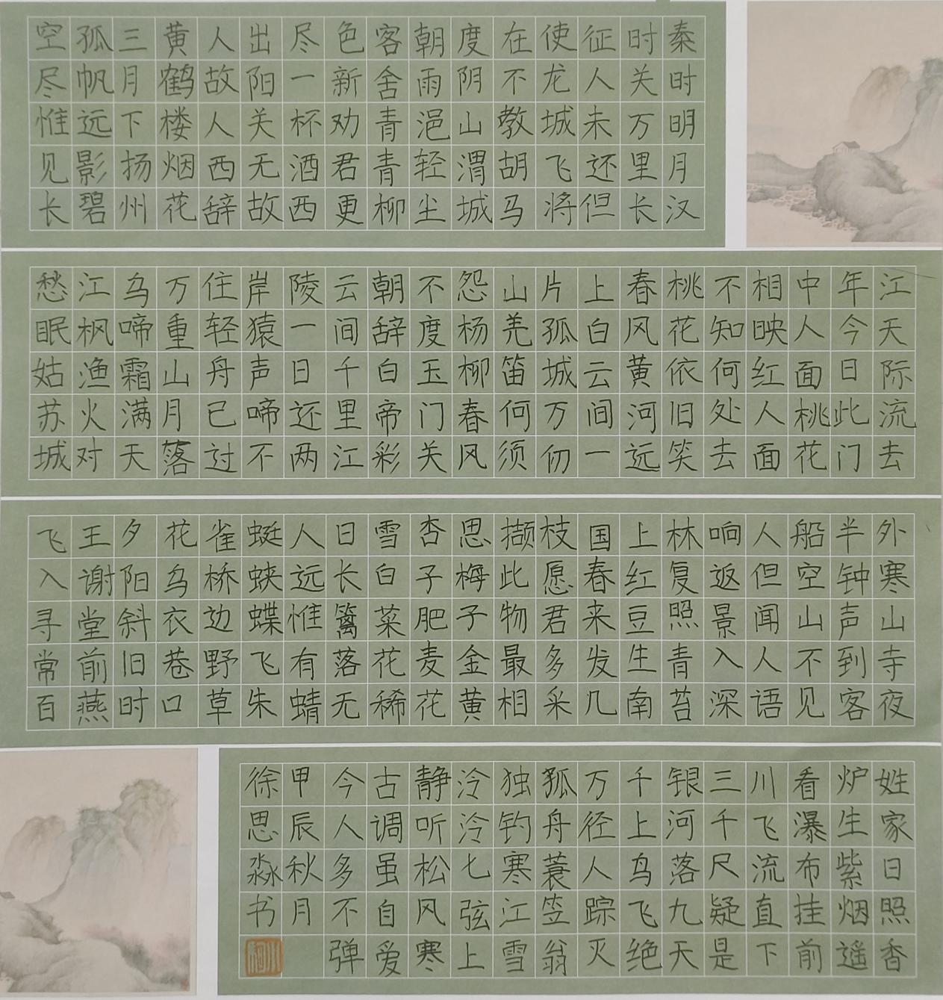 秦时明月汉
时关万里长
征人未还但
使龙城飞将
在不教胡马
度阴山渭城
朝雨浥轻尘
客舍青青柳
色新劝君更
尽一杯酒西
出阳关无故
人故人西辞
黄鹤楼烟花
三月下扬州
孤帆远影碧
空尽惟见长
江天际流去
年今日此门
中人面桃花
相映红人面
不知何处去
桃花依旧笑
春风黄河远
上白云间一
片孤城万仞
山羌笛何须
怨杨柳春风
不度玉门关
朝辞白帝彩
云间千里江
陵一日还两
岸猿声啼不
住轻舟已过
万重山月落
乌啼霜满天
江枫渔火对
愁眠姑苏城
外寒山寺夜
半钟声到客
船空山不见
人但闻人语
响返景入深
林复照青苔
上红豆生南
国春来发几
枝愿君多采
撷此物最相
思梅子金黄
杏子肥麦花
雪白菜花稀
日长篱落无
人远惟有蜻
蜓蛱蝶飞朱
雀桥边野草
花乌衣巷口
夕阳斜旧时
王谢堂前燕
飞入寻常百
姓家日照香
炉生紫烟遥
看瀑布挂前
川飞流直下
三千尺疑是
银河落九天
千上鸟飞绝
万径人踪灭
孤舟蓑笠翁
独钓寒江雪
泠泠七弦上
静听松风寒
古调虽自爱
今人多不弹
甲辰秋月
徐思淼书